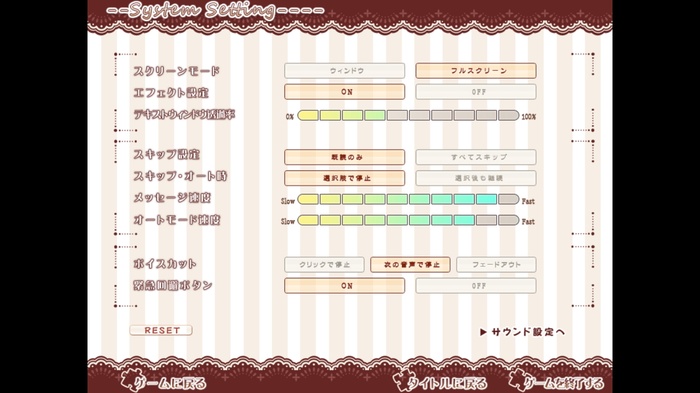 --System Setting----
スクリーンモード ウィンドウ フルスクリーン
エフェクト設定 ON OFF
テキストウィンドウ透過率 0% 100%
スキップ設定 既読のみ すべてスキップ
スキップ・オート時 選択肢で停止 選択後も継続
メッセージ速度 Slow Fast
オートモード速度 Slow Fast
ボイスカット クリックで停止 次の音声で停止 フェードアウト
緊急回避ボタン ON OFF
RESET ▶ サウンド設定へ
ゲームに戻る タイトルに戻る ゲームを終了する